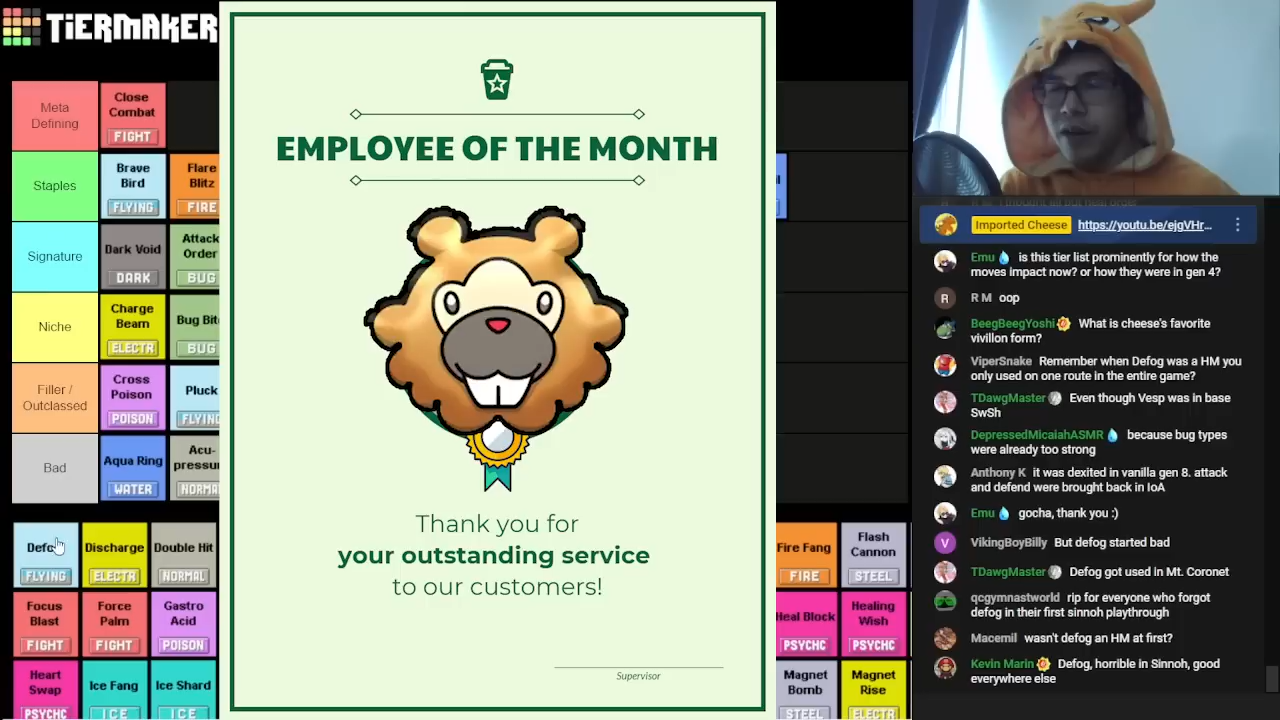 TiERMAKER
Meta
Defining
Close
Combat
FIGHT
Staples
Brave
Bird
FLYING
Flare
Blitz
FIRE
Signature
Dark Void
DARK
Attack
Order
BUG
Niche
Charge
Beam
ELECTR
Bug Bit
BUG
Filler /
Outclassed
Cross
Poison
POISON
Pluck
FLYING
Bad
Aqua Ring
WATER
Acu-
pressur
NORMA
FLYING
Discharge
ELECTR
Double Hit
NORMAL
Fire Fang
FIRE
Flash
Cannon
STEEL
Focus
Blast
FIGHT
Force
Palm
FIGHT
Gastro
Acid
POISON
Heal Block
PSYCHC
Healing
Wish
PSYCHC
Heart
Swap
PSYCHC
Ice Fang
ICE
Ice Shard
ICE
Magnet
Bomb
STEEL
Magnet
Rise
ELECTR
EMPLOYEE OF THE MONTH
Thank you for
your outstanding service
to our customers!
Supervisor
Imported Cheese https://youtu.be/ejgVHr...
Emu is this tier list prominently for how the
moves impact now? or how they were in gen 4?
R R M oop
BeegBeegYoshi What is cheese's favorite
vivillon form?
ViperSnake Remember when Defog was a HM you
only used on one route in the entire game?
TDawgMaster Even though Vesp was in base
SwSh
DepressedMicaiahASMR because bug types
were already too strong
Anthony K it was dexited in vanilla gen 8. attack
and defend were brought back in IoA
Emu gocha, thank you :)
V VikingBoyBilly But defog started bad
TDawgMaster Defog got used in Mt. Coronet
qcgymnastworld rip for everyone who forgot
defog in their first sinnoh playthrough
Macemil wasn't defog an HM at first?
Kevin Marin Defog, horrible in Sinnoh, good
everywhere else